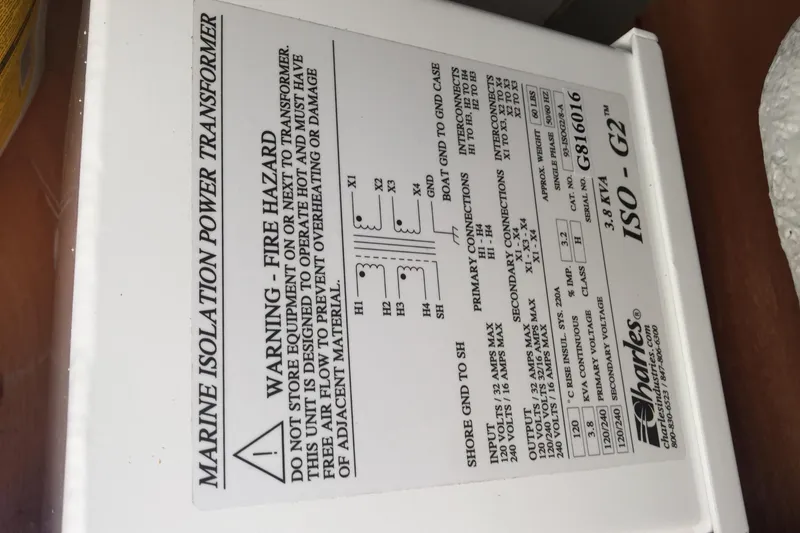 MARINE ISOLATION POWER TRANSFORMER
WARNING - FIRE HAZARD
DO NOT STORE EQUIPMENT ON OR NEXT TO TRANSFORMER.
THIS UNIT IS DESIGNED TO OPERATE HOT AND MUST HAVE
FREE AIR FLOW TO PREVENT OVERHEATING OR DAMAGE
OF ADJACENT MATERIAL.
H1 X1
H2 X2
H3 X3
H4 X4
SH GND
SHORE GND TO SH BOAT GND TO GND CASE
INPUT PRIMARY CONNECTIONS INTERCONNECTS
120 VOLTS / 32 AMPS MAX H1 - H4 H1 TO H3, H2 TO H4
240 VOLTS / 16 AMPS MAX H1 - H4 H2 TO H3
OUTPUT SECONDARY CONNECTIONS INTERCONNECTS
120 VOLTS / 32 AMPS MAX X1 - X4 X1 TO X3, X2 TO X4
120/240 VOLTS 32/16 AMPS MAX X1 - X3 - X4 X2 TO X3
240 VOLTS / 16 AMPS MAX X1 - X4 X2 TO X3
120 °C RISE INSUL. SYS. 220A APPROX. WEIGHT 60 LBS
3.8 KVA CONTINUOUS % IMP. 3.2 SINGLE PHASE 50/60 HZ
120/240 PRIMARY VOLTAGE CLASS H CAT. NO. 93-ISOG2/8-A
120/240 SECONDARY VOLTAGE SERIAL NO. G816016
Charles® 3.8 KVA
charlesindustries.com ISO - G2™
800-830-6523 / 847-806-6300